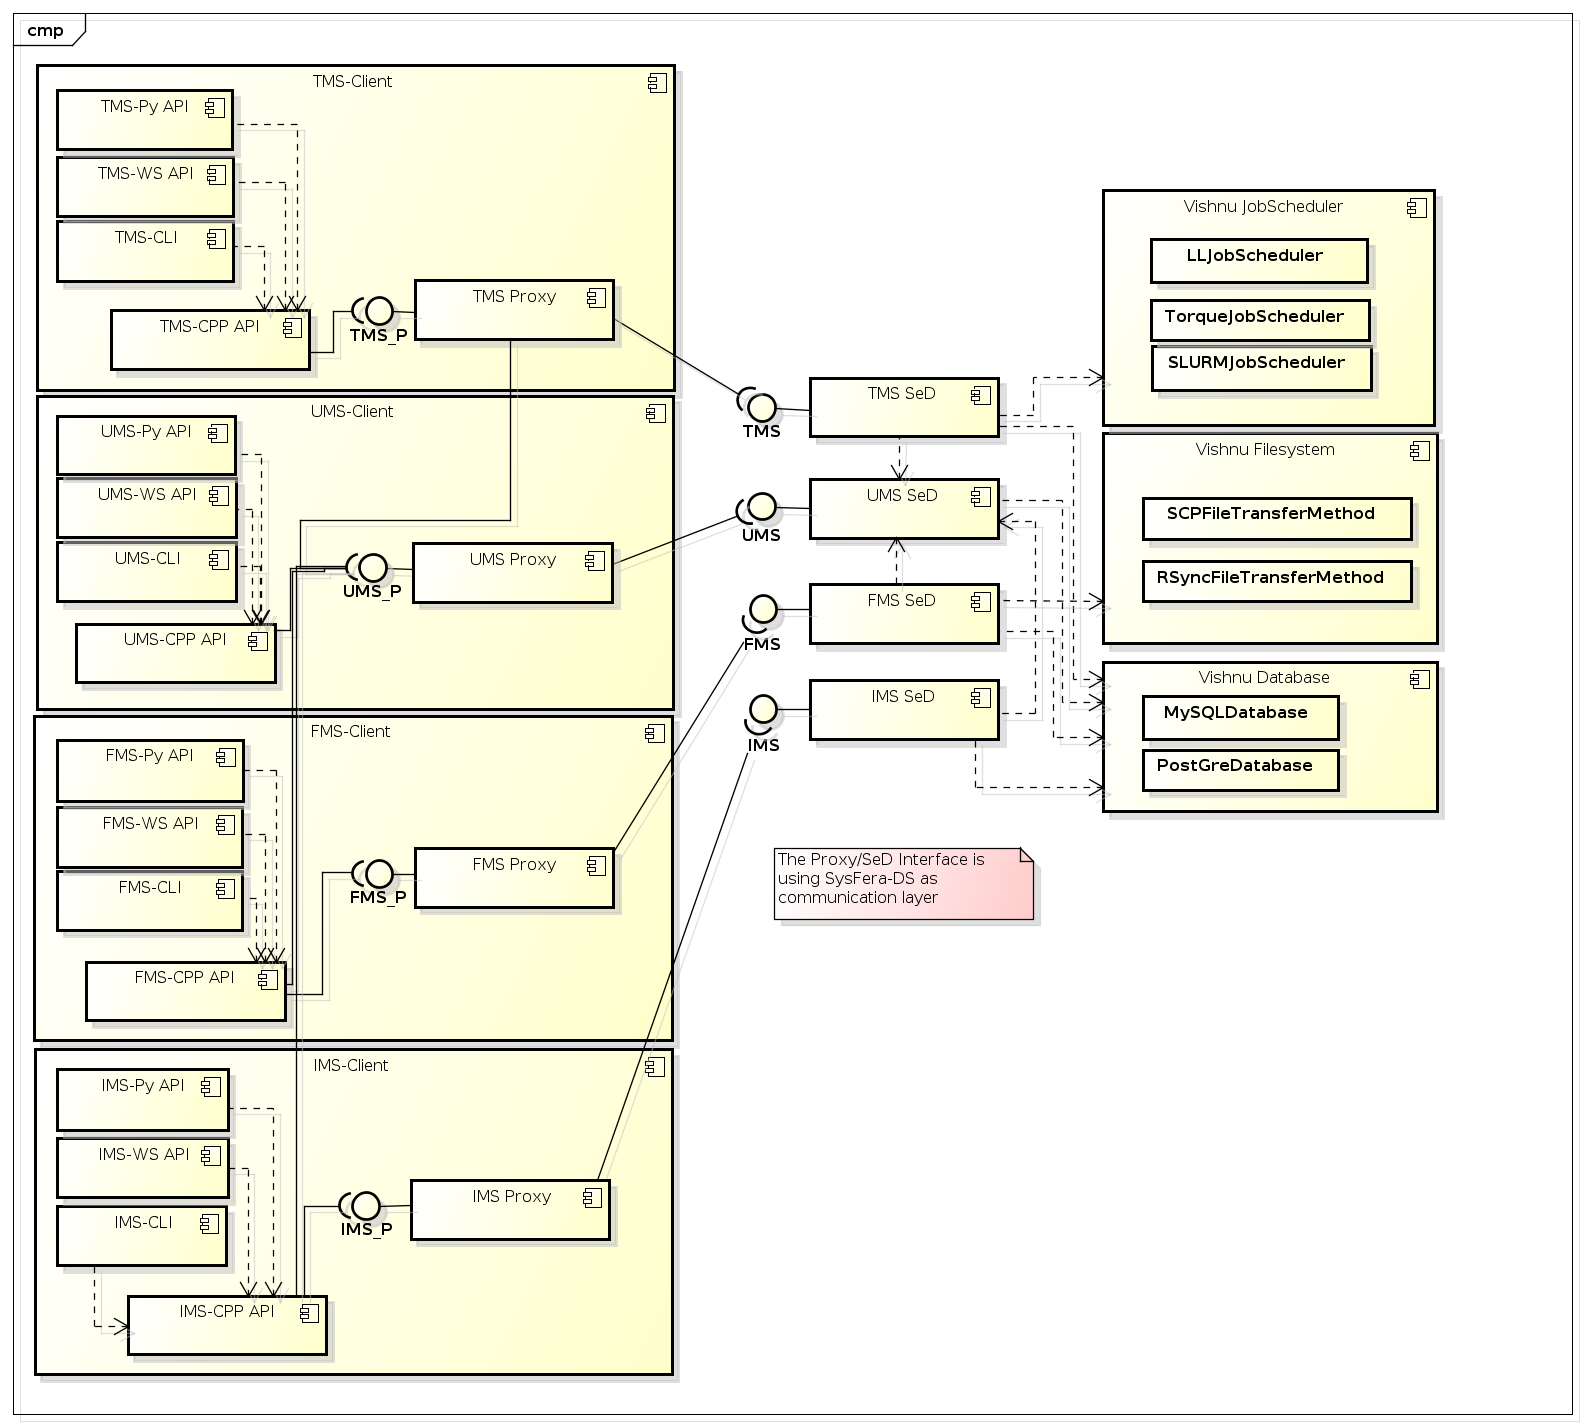 cmp
TMS-Client
TMS-Py API
TMS-WS API
TMS-CLI
TMS-CPP API
TMS_P
TMS Proxy
UMS-Client
UMS-Py API
UMS-WS API
UMS-CLI
UMS-CPP API
UMS_P
UMS Proxy
FMS-Client
FMS-Py API
FMS-WS API
FMS-CLI
FMS-CPP API
FMS_P
FMS Proxy
IMS-Client
IMS-Py API
IMS-WS API
IMS-CLI
IMS-CPP API
IMS_P
IMS Proxy
TMS
TMS SeD
UMS
UMS SeD
FMS
FMS SeD
IMS
IMS SeD
The Proxy/SeD Interface is
using SysFera-DS as
communication layer
Vishnu JobScheduler
LLJobScheduler
TorqueJobScheduler
SLURMJobScheduler
Vishnu Filesystem
SCPFileTransferMethod
RSyncFileTransferMethod
Vishnu Database
MySQLDatabase
PostGreDatabase